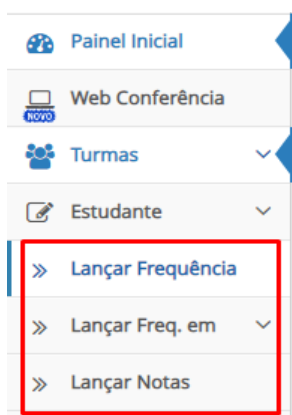 Painel Inicial
Web Conferência
NOVO
Turmas
Estudante
Lançar Frequência
Lançar Freq. em
Lançar Notas